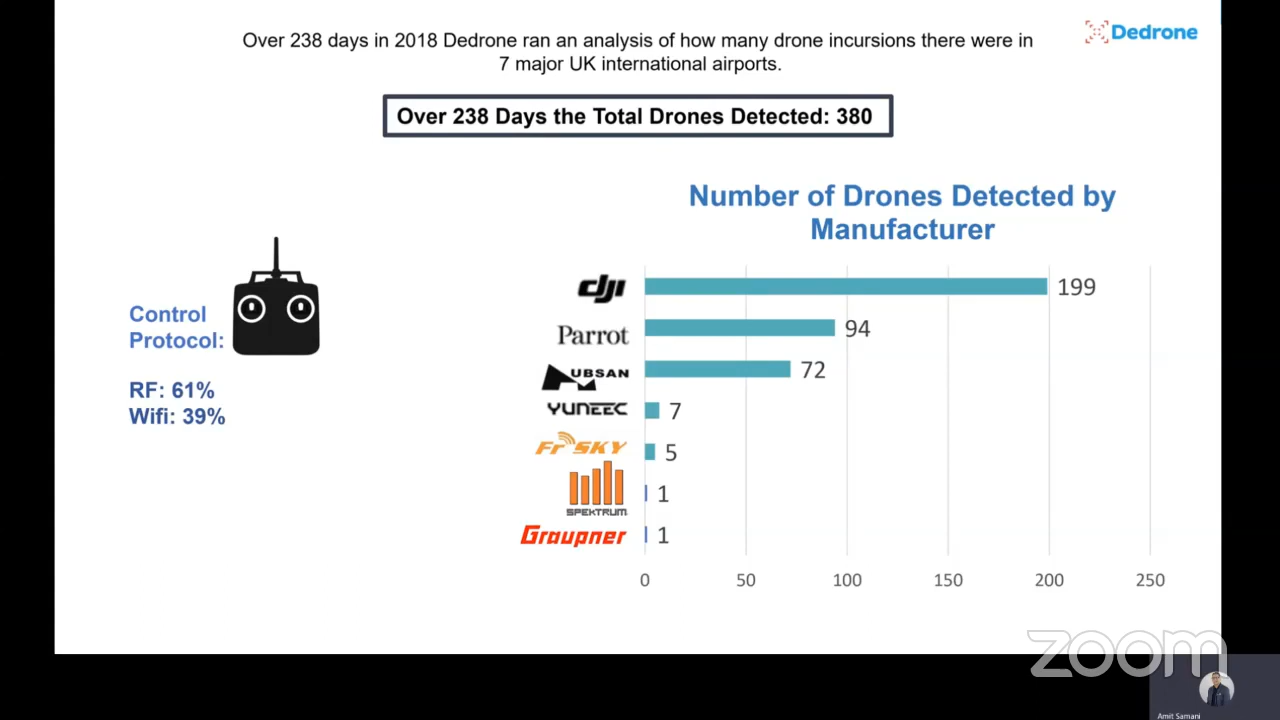 Over 238 days in 2018 Dedrone ran an analysis of how many drone incursions there were in
7 major UK international airports.
Dedrone
Over 238 Days the Total Drones Detected: 380
Number of Drones Detected by
Manufacturer
Control
Protocol:
RF: 61%
Wifi: 39%
dji
199
Parrot
94
HUBSAN
72
YUNEEC
7
FrSKY
5
SPEKTRUM
1
Graupner
1
0 50 100 150 200 250
zoom
Amit Samani